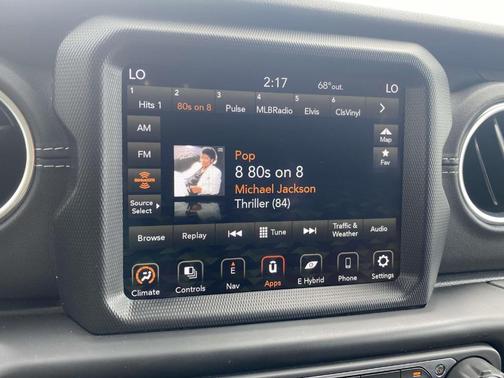 LO 2:17 68° out. LO
1 2 3 4 5 6
Hits 1 80s on 8 Pulse MLBRadio Elvis ClsVinyl
AM
Map
FM
Fav
Pop
8 80s on 8
SiriusXM
Michael Jackson
Source Select
Thriller (84)
Browse Replay Tune Traffic & Weather Audio
Climate Controls E Nav Apps E Hybrid Phone Settings